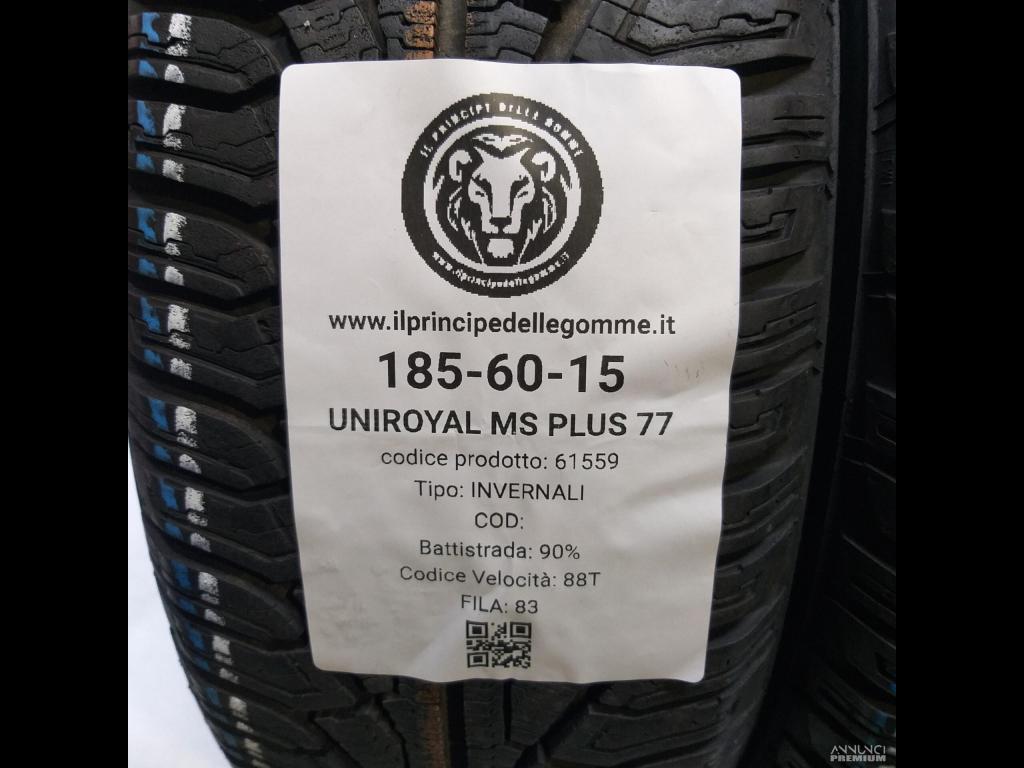 IL PRINCIPE DELLE GOMME
www.ilprincipedellegomme.it
www.ilprincipedellegomme.it
185-60-15
UNIROYAL MS PLUS 77
codice prodotto: 61559
Tipo: INVERNALI
COD:
Battistrada: 90%
Codice Velocità: 88T
FILA: 83
ANNUNCI
PREMIUM